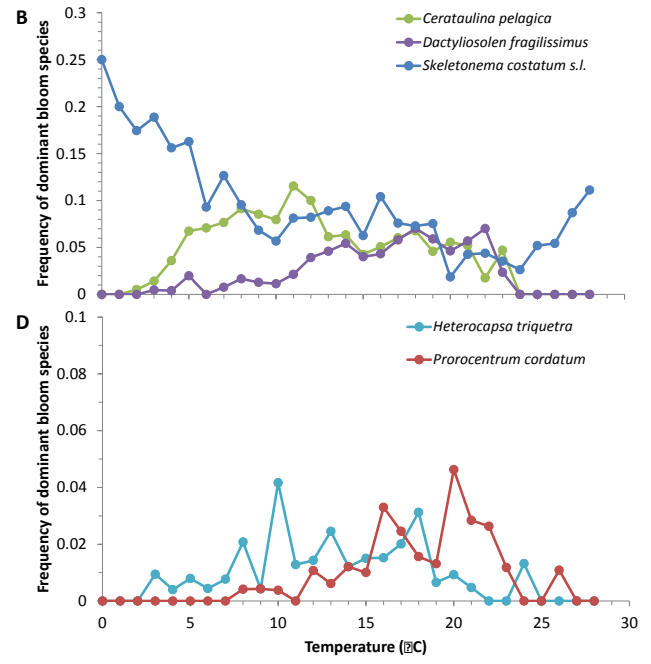 B
0.3
0.25
0.2
0.15
0.1
0.05
0
Frequency of dominant bloom species
Cerataulina pelagica
Dactyliosolen fragilissimus
Skeletonema costatum s.l.
D
0.1
0.08
0.06
0.04
0.02
0
Frequency of dominant bloom species
Heterocapsa triquetra
Prorocentrum cordatum
0 5 10 15 20 25 30
Temperature (⍰C)